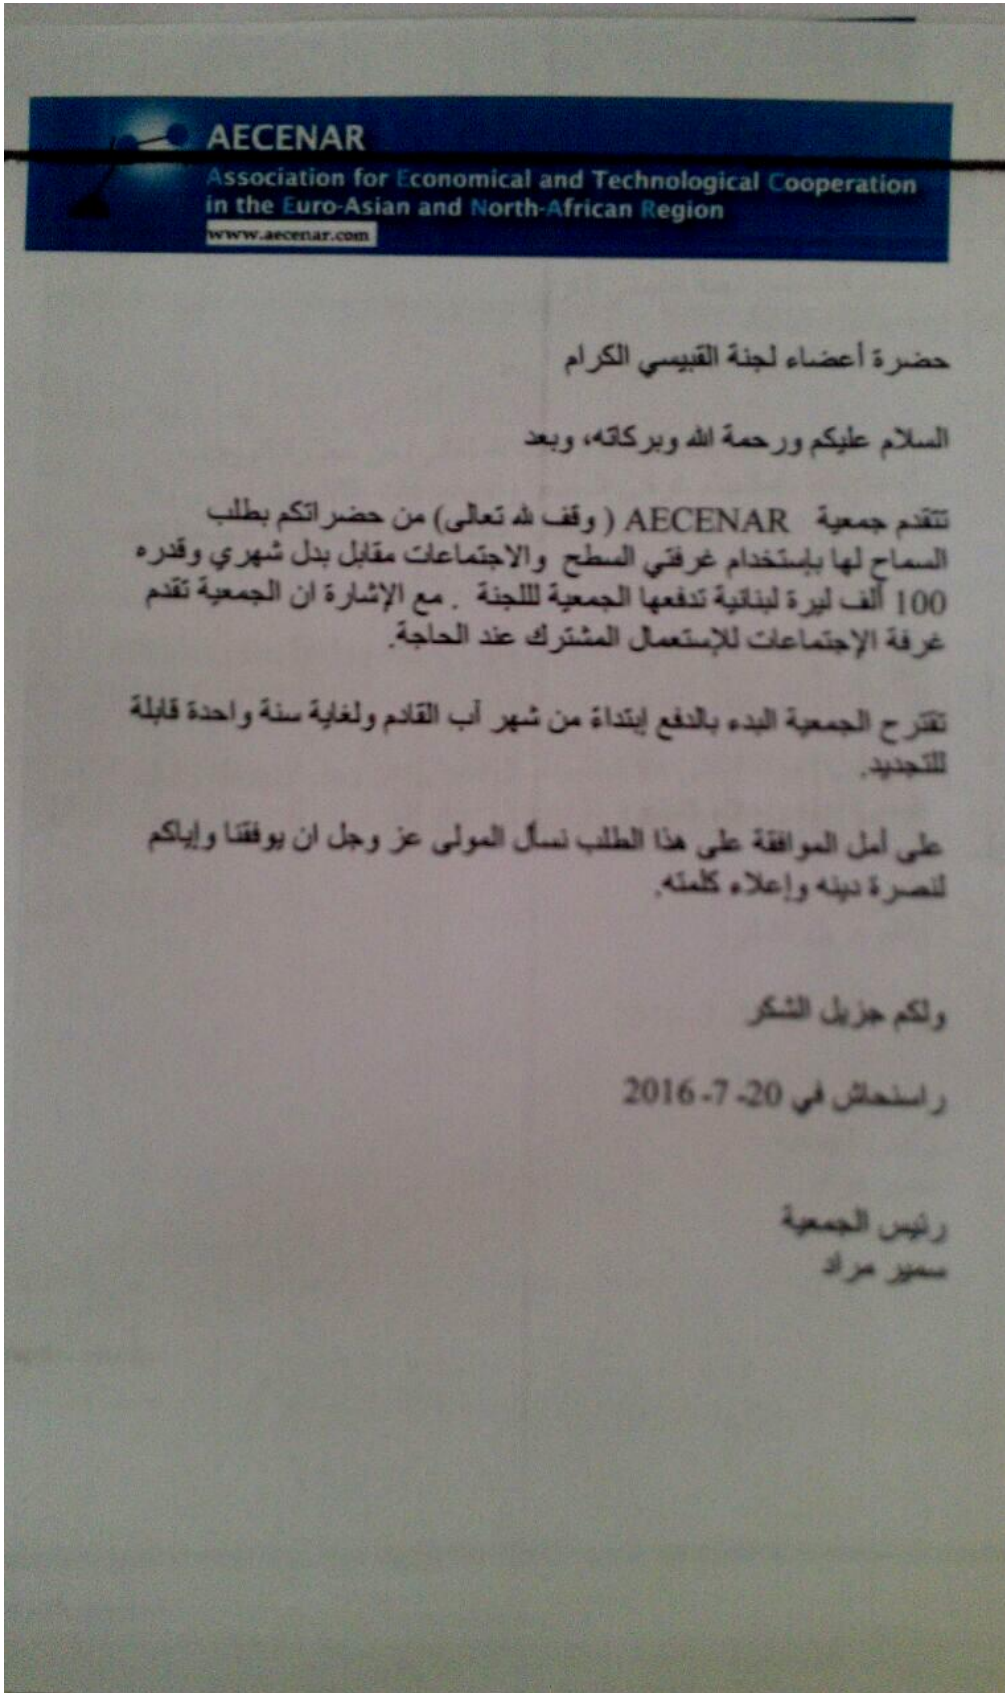 AECENAR
Association for Economical and Technological Cooperation
in the Euro-Asian and North-African Region
www.aecenar.com
حضرة أعضاء لجنة القبيسي الكرام
السلام عليكم ورحمة الله وبركاته، وبعد
تتقدم جمعية AECENAR ( وقف لله تعالى) من حضراتكم بطلب
السماح لها بإستخدام غرفتي السطح والاجتماعات مقابل بدل شهري وقدره
100 ألف ليرة لبنانية تدفعها الجمعية لللجنة . مع الإشارة ان الجمعية تقدم
غرفة الإجتماعات للإستعمال المشترك عند الحاجة.
تقترح الجمعية البدء بالدفع إبتداءً من شهر آب القادم ولغاية سنة واحدة قابلة
للتجديد.
على أمل الموافقة على هذا الطلب نسأل المولى عز وجل ان يوفقنا وإياكم
لنصرة دينه وإعلاء كلمته.
ولكم جزيل الشكر
راسنحاش في 20- 7- 2016
رئيس الجمعية
سمير مراد